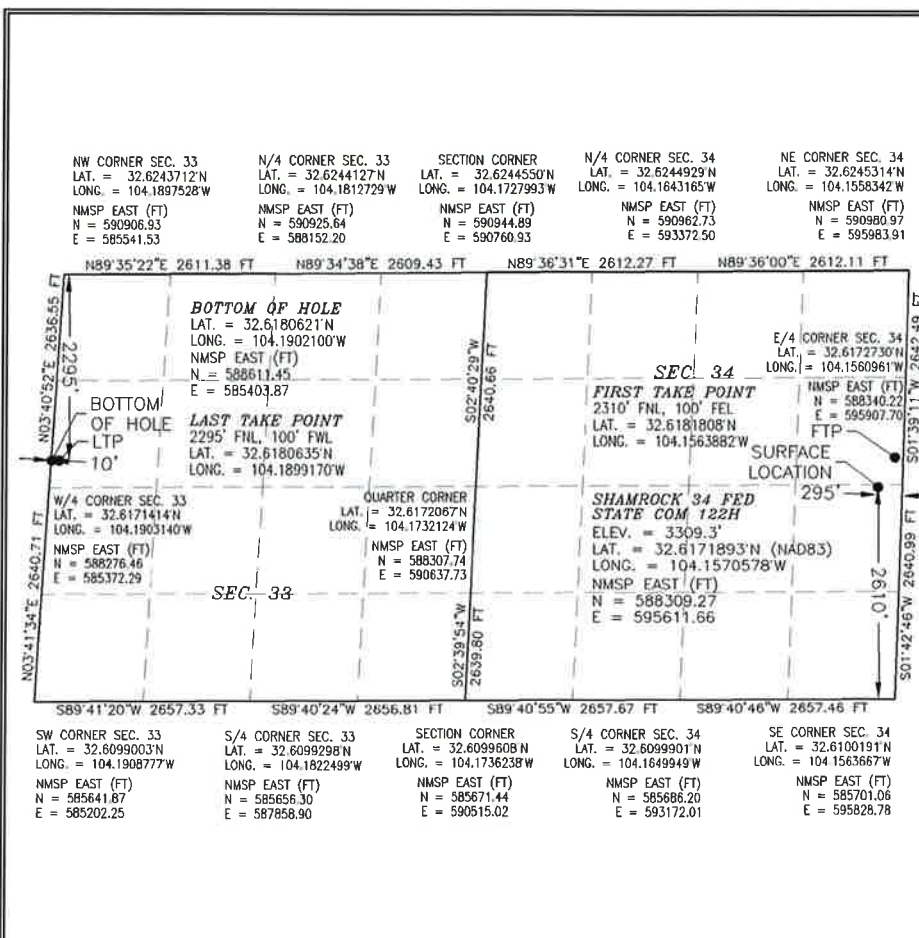 NW CORNER SEC. 33
LAT. = 32.6243712'N
LONG. = 104.1897528'W
NMSP EAST (FT)
N = 590906.93
E = 585541.53
N/4 CORNER SEC. 33
LAT. = 32.6244127'N
LONG. = 104.1812729'W
NMSP EAST (FT)
N = 590925.64
E = 588152.20
SECTION CORNER
LAT. = 32.6244550'N
LONG. = 104.1727993'W
NMSP EAST (FT)
N = 590944.89
E = 590760.93
N/4 CORNER SEC. 34
LAT. = 32.6244929'N
LONG. = 104.1643165'W
NMSP EAST (FT)
N = 590962.73
E = 593372.50
NE CORNER SEC. 34
LAT. = 32.6245314'N
LONG. = 104.1558342'W
NMSP EAST (FT)
N = 590980.97
E = 595983.91
N89°35'22"E 2611.38 FT
N89°34'38"E 2609.43 FT
N89°36'31"E 2612.27 FT
N89°36'00"E 2612.11 FT
N03°40'52"E 2636.55 FT
2295'
BOTTOM OF HOLE
LAT. = 32.6180621'N
LONG. = 104.1902100'W
NMSP EAST (FT)
N = 588611.45
E = 585403.87
S02°40'29"W
2640.66 FT
SEC. 34
E/4 CORNER SEC. 34
LAT. = 32.6172730'N
LONG. = 104.1560961'W
NMSP EAST (FT)
N = 588340.22
E = 595907.70
S01°39'11"W 2642.49 FT
BOTTOM
OF HOLE
LTP
10'
LAST TAKE POINT
2295' FNL, 100' FWL
LAT. = 32.6180635'N
LONG. = 104.1899170'W
FIRST TAKE POINT
2310' FNL, 100' FEL
LAT. = 32.6181808'N
LONG. = 104.1563882'W
FTP
SURFACE
LOCATION
295'
W/4 CORNER SEC. 33
LAT. = 32.6171414'N
LONG. = 104.1903140'W
NMSP EAST (FT)
N = 588276.46
E = 585372.29
QUARTER CORNER
LAT. = 32.6172067'N
LONG. = 104.1732124'W
NMSP EAST (FT)
N = 588307.74
E = 590637.73
SHAMROCK 34 FED
STATE COM 122H
ELEV. = 3309.3'
LAT. = 32.6171893'N (NAD83)
LONG. = 104.1570578'W
NMSP EAST (FT)
N = 588309.27
E = 595611.66
2610'
SEC. 33
N03°41'34"E 2640.71 FT
S02°39'54"W
2639.80 FT
S01°42'46"W 2640.99 FT
S89°41'20"W 2657.33 FT
S89°40'24"W 2656.81 FT
S89°40'55"W 2657.67 FT
S89°40'46"W 2657.46 FT
SW CORNER SEC. 33
LAT. = 32.6099003'N
LONG. = 104.1908777'W
NMSP EAST (FT)
N = 585641.87
E = 585202.25
S/4 CORNER SEC. 33
LAT. = 32.6099298'N
LONG. = 104.1822499'W
NMSP EAST (FT)
N = 585656.30
E = 587858.90
SECTION CORNER
LAT. = 32.6099608'N
LONG. = 104.1736238'W
NMSP EAST (FT)
N = 585671.44
E = 590515.02
S/4 CORNER SEC. 34
LAT. = 32.6099901'N
LONG. = 104.1649949'W
NMSP EAST (FT)
N = 585686.20
E = 593172.01
SE CORNER SEC. 34
LAT. = 32.6100191'N
LONG. = 104.1563667'W
NMSP EAST (FT)
N = 585701.06
E = 595828.78